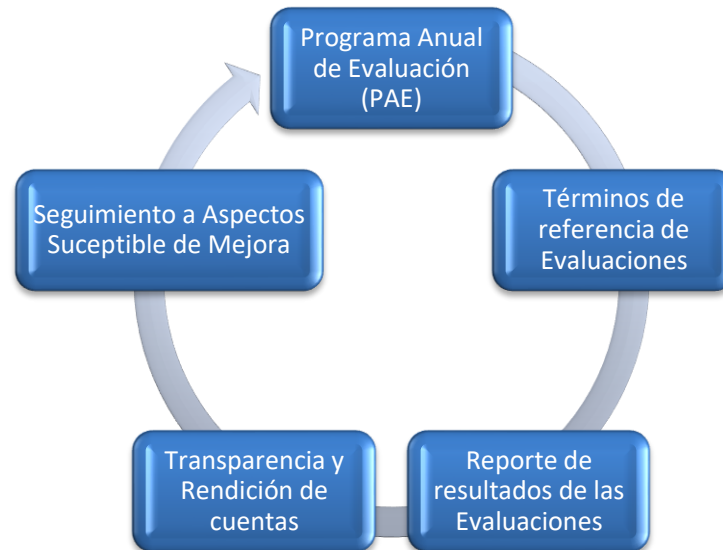 Programa Anual
de Evaluación
(PAE)
Términos de
referencia de
Evaluaciones
Reporte de
resultados de las
Evaluaciones
Transparencia y
Rendición de
cuentas
Seguimiento a Aspectos
Suceptible de Mejora